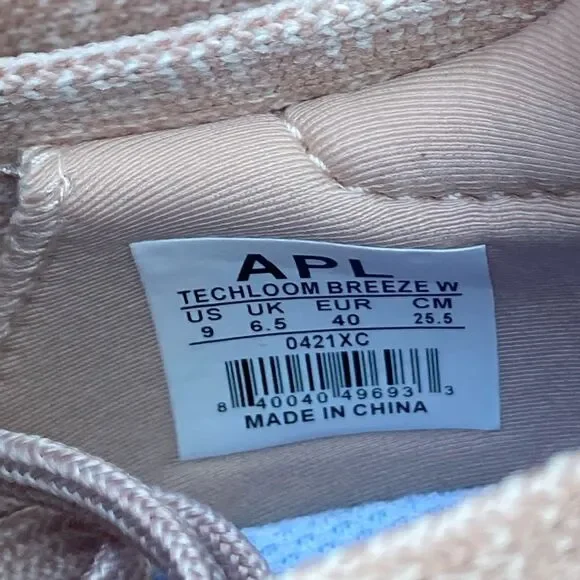 APL
TECHLOOM BREEZE W
US UK EUR CM
9 6.5 40 25.5
0421XC
8 40040 49693 3
MADE IN CHINA